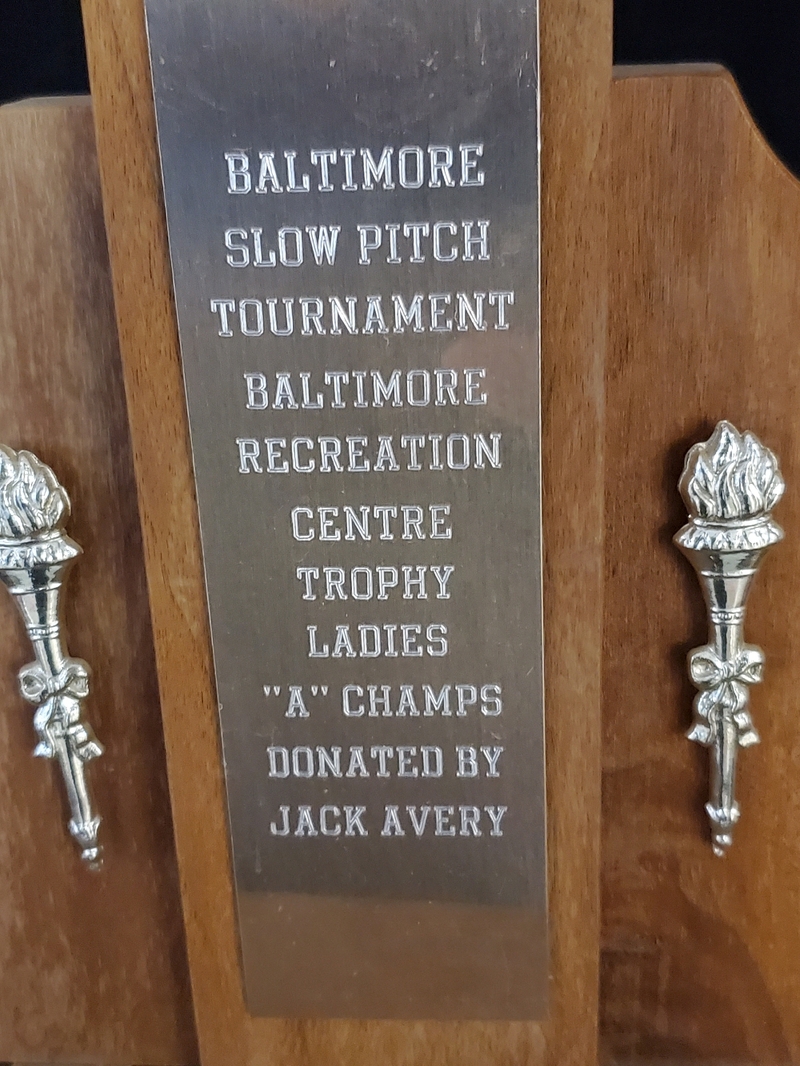 BALTIMORE
SLOW PITCH
TOURNAMENT
BALTIMORE
RECREATION
CENTRE
TROPHY
LADIES
"A" CHAMPS
DONATED BY
JACK AVERY